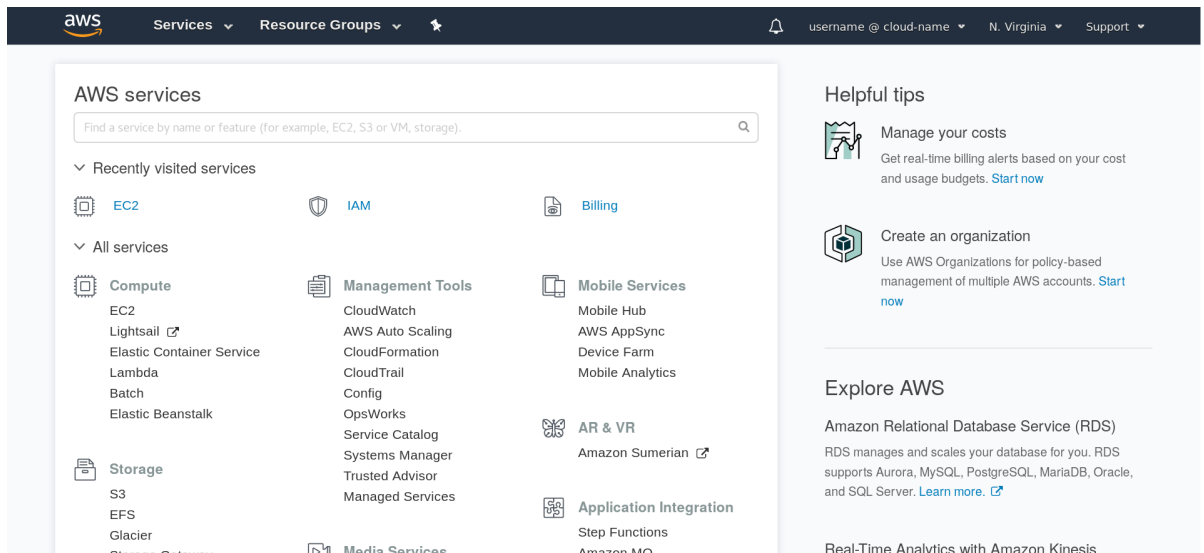 aws
Services
Resource Groups
username @ cloud-name
N. Virginia
Support
AWS services
Find a service by name or feature (for example, EC2, S3 or VM, storage).
Recently visited services
EC2
IAM
Billing
All services
Compute
EC2
Lightsail
Elastic Container Service
Lambda
Batch
Elastic Beanstalk
Storage
S3
EFS
Glacier
Storage Gateway
Management Tools
CloudWatch
AWS Auto Scaling
CloudFormation
CloudTrail
Config
OpsWorks
Service Catalog
Systems Manager
Trusted Advisor
Managed Services
Media Services
Mobile Services
Mobile Hub
AWS AppSync
Device Farm
Mobile Analytics
AR & VR
Amazon Sumerian
Application Integration
Step Functions
Amazon MQ
Helpful tips
Manage your costs
Get real-time billing alerts based on your cost
and usage budgets. Start now
Create an organization
Use AWS Organizations for policy-based
management of multiple AWS accounts. Start
now
Explore AWS
Amazon Relational Database Service (RDS)
RDS manages and scales your database for you. RDS
supports Aurora, MySQL, PostgreSQL, MariaDB, Oracle,
and SQL Server. Learn more.
Real-Time Analytics with Amazon Kinesis